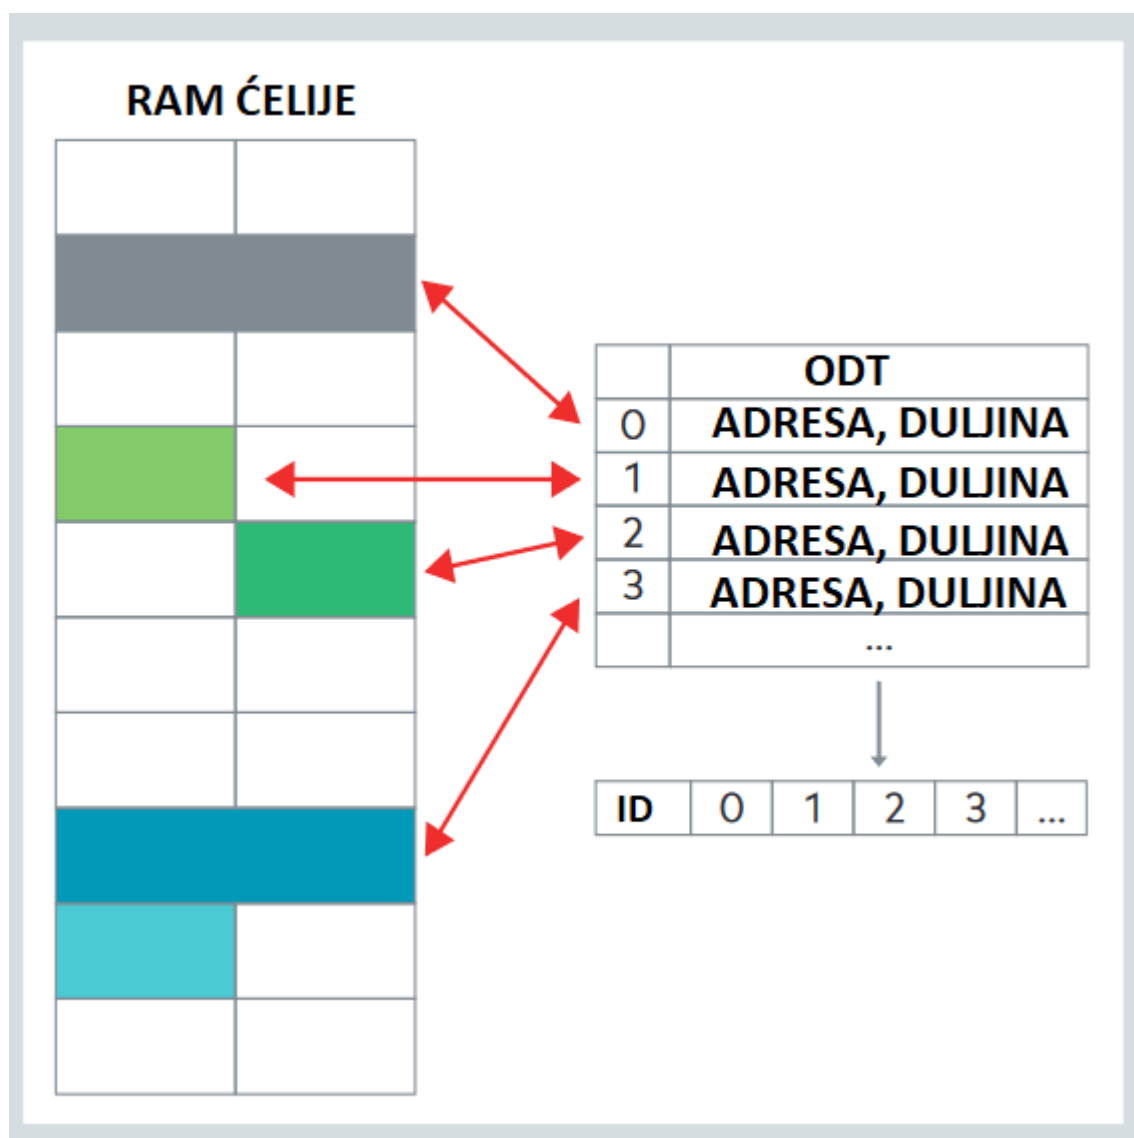 RAM ĆELIJE
ODT
0 ADRESA, DULJINA
1 ADRESA, DULJINA
2 ADRESA, DULJINA
3 ADRESA, DULJINA
...
ID 0 1 2 3 ...